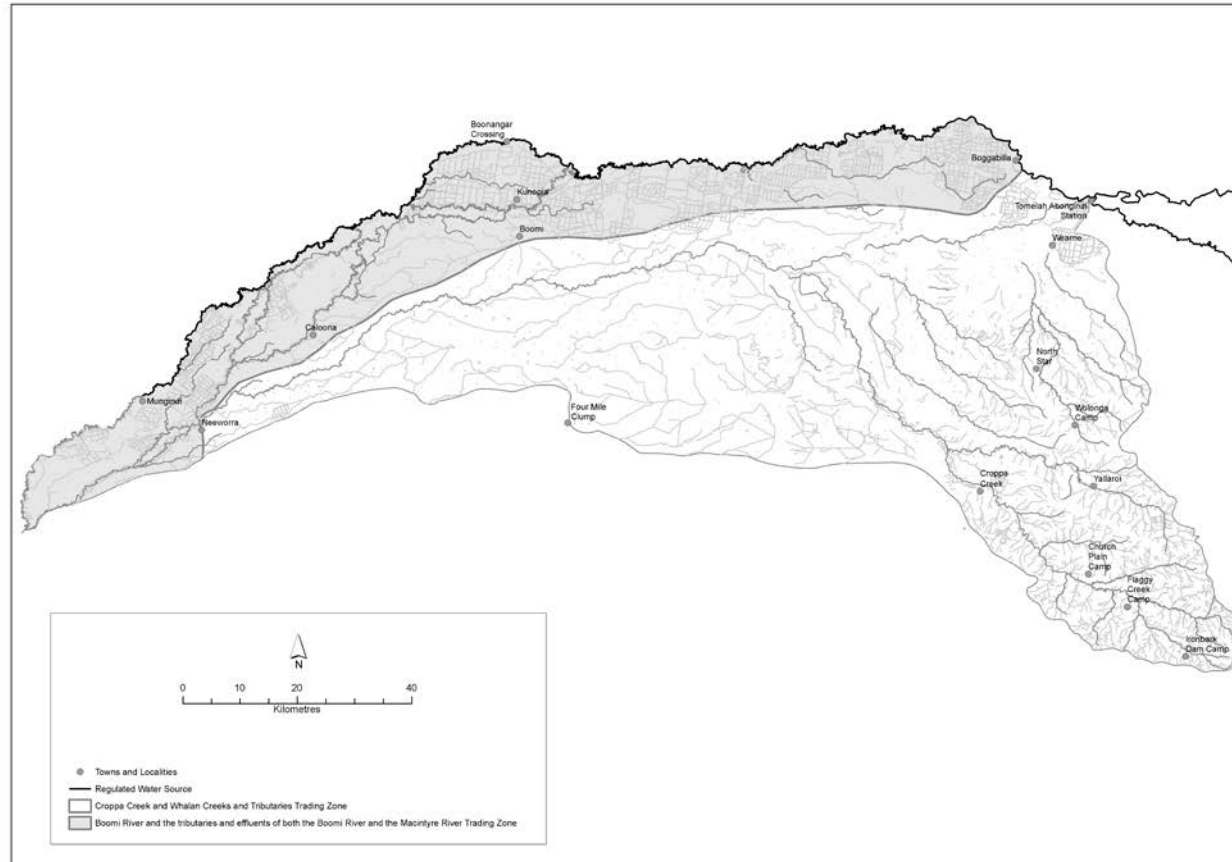 Boonangar
Crossing
Boggabilla
Kunopia
Tomelah Aboriginal
Station
Boomi
Wearne
Caloona
North
Star
Mungindi
Neeworra
Four Mile
Clump
Wolonga
Camp
Croppa
Creek
Yallaroi
Church
Plain
Camp
Flaggy
Creek
Camp
Ironbark
Dam Camp
N
0 10 20 40
Kilometres
Towns and Localities
Regulated Water Source
Croppa Creek and Whalan Creeks and Tributaries Trading Zone
Boomi River and the tributaries and effluents of both the Boomi River and the Macintyre River Trading Zone